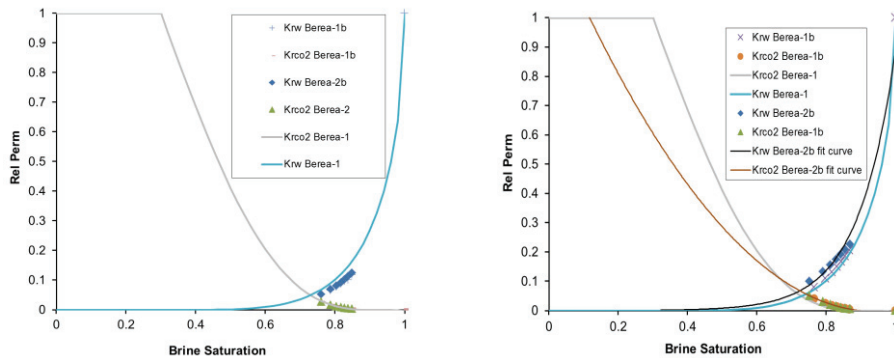 1
0.9
0.8
0.7
0.6
0.5
0.4
0.3
0.2
0.1
0
Rel Perm
0 0.2 0.4 0.6 0.8 1
Brine Saturation
Krw Berea-1b
Krco2 Berea-1b
Krw Berea-2b
Krco2 Berea-2
Krco2 Berea-1
Krw Berea-1
1
0.9
0.8
0.7
0.6
0.5
0.4
0.3
0.2
0.1
0
Rel Perm
0 0.2 0.4 0.6 0.8
Brine Saturation
Krw Berea-1b
Krco2 Berea-1b
Krco2 Berea-1
Krw Berea-1
Krw Berea-2b
Krco2 Berea-1b
Krw Berea-2b fit curve
Krco2 Berea-2b fit curve